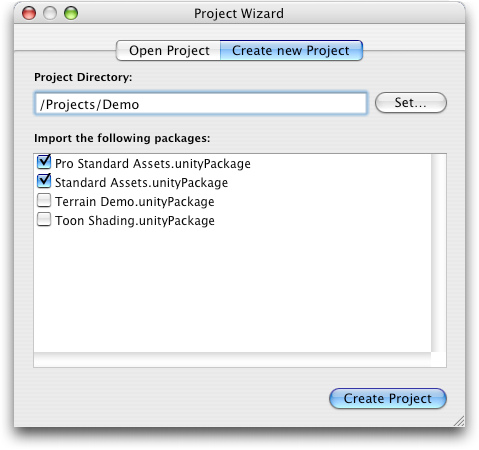 Project Wizard
Open Project
Create new Project
Project Directory:
/Projects/Demo
Set...
Import the following packages:
Pro Standard Assets.unityPackage
Standard Assets.unityPackage
Terrain Demo.unityPackage
Toon Shading.unityPackage
Create Project